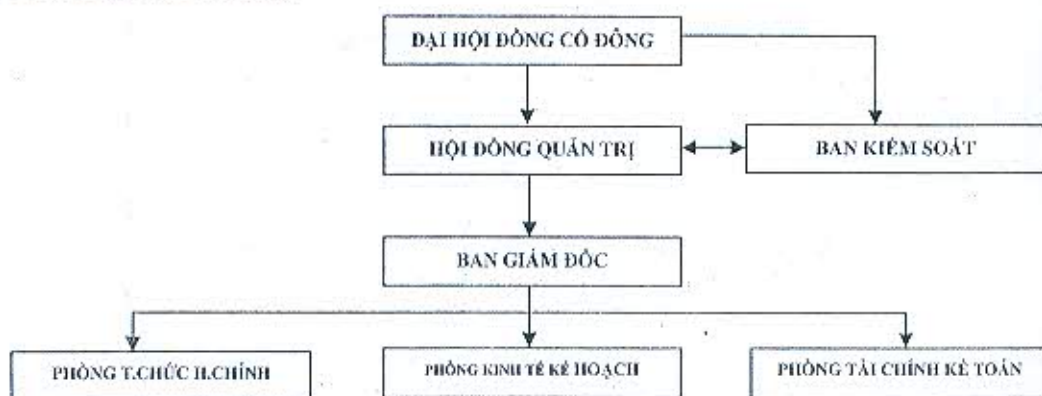 ĐẠI HỘI ĐỒNG CỔ ĐÔNG
HỘI ĐỒNG QUẢN TRỊ
BAN KIỂM SOÁT
BAN GIÁM ĐỐC
PHÒNG T.CHỨC H.CHÍNH
PHÒNG KINH TẾ KẾ HOẠCH
PHÒNG TÀI CHÍNH KẾ TOÁN